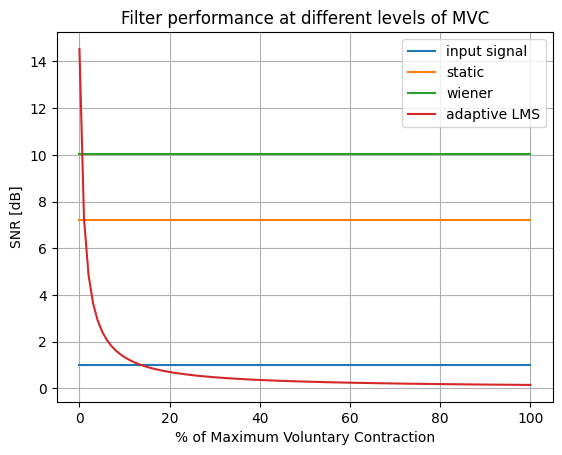 Filter performance at different levels of MVC
SNR [dB]
14
12
10
8
6
4
2
0
0 20 40 60 80 100
% of Maximum Voluntary Contraction
input signal
static
wiener
adaptive LMS